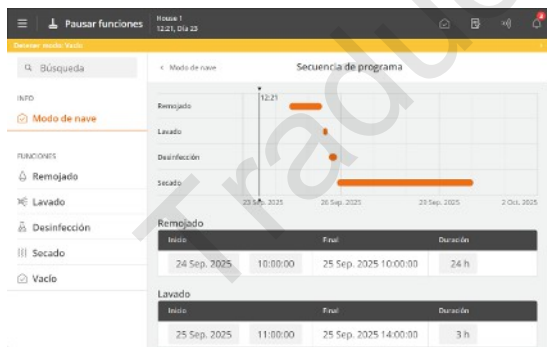 Pausar funciones
House 1
12:21, Día 23
Detener modo: Vacío
Búsqueda
Modo de nave
Secuencia de programa
INFO
Modo de nave
FUNCIONES
Remojado
Lavado
Desinfección
Secado
Vacío
12:21
Remojado
Lavado
Desinfección
Secado
23 Sep. 2025 26 Sep. 2025 29 Sep. 2025 2 Oct. 2025
Remojado
Inicio Final Duración
24 Sep. 2025 10:00:00 25 Sep. 2025 10:00:00 24 h
Lavado
Inicio Final Duración
25 Sep. 2025 11:00:00 25 Sep. 2025 14:00:00 3 h